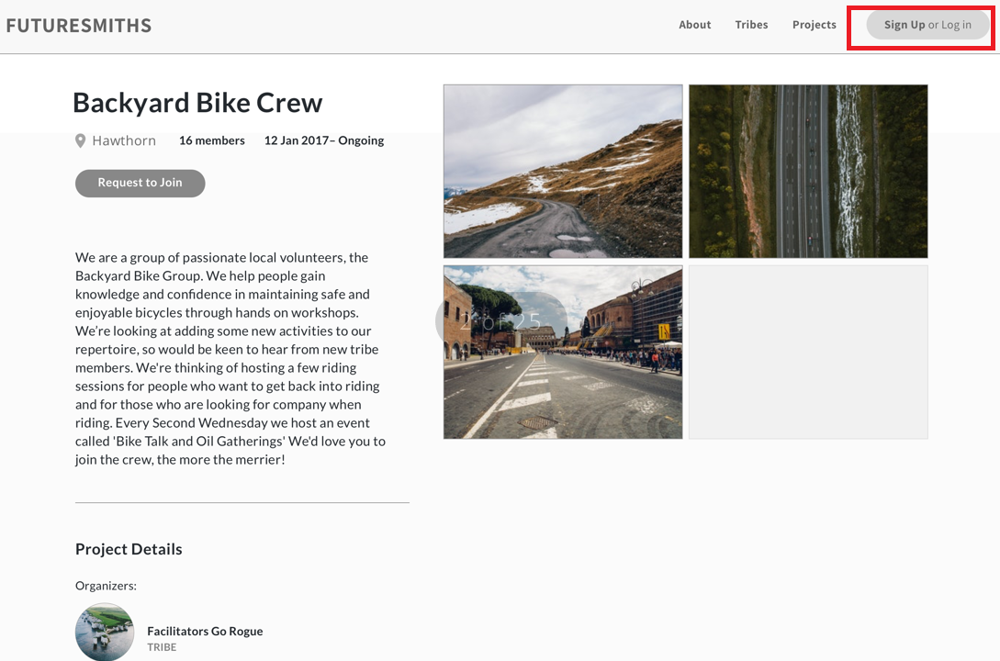 FUTURESMITHS
About Tribes Projects Sign Up or Log in
Backyard Bike Crew
Hawthorn 16 members 12 Jan 2017– Ongoing
Request to Join
We are a group of passionate local volunteers, the
Backyard Bike Group. We help people gain
knowledge and confidence in maintaining safe and
enjoyable bicycles through hands on workshops.
We’re looking at adding some new activities to our
repertoire, so would be keen to hear from new tribe
members. We're thinking of hosting a few riding
sessions for people who want to get back into riding
and for those who are looking for company when
riding. Every Second Wednesday we host an event
called 'Bike Talk and Oil Gatherings' We'd love you to
join the crew, the more the merrier!
2 of 25
Project Details
Organizers:
Facilitators Go Rogue
TRIBE